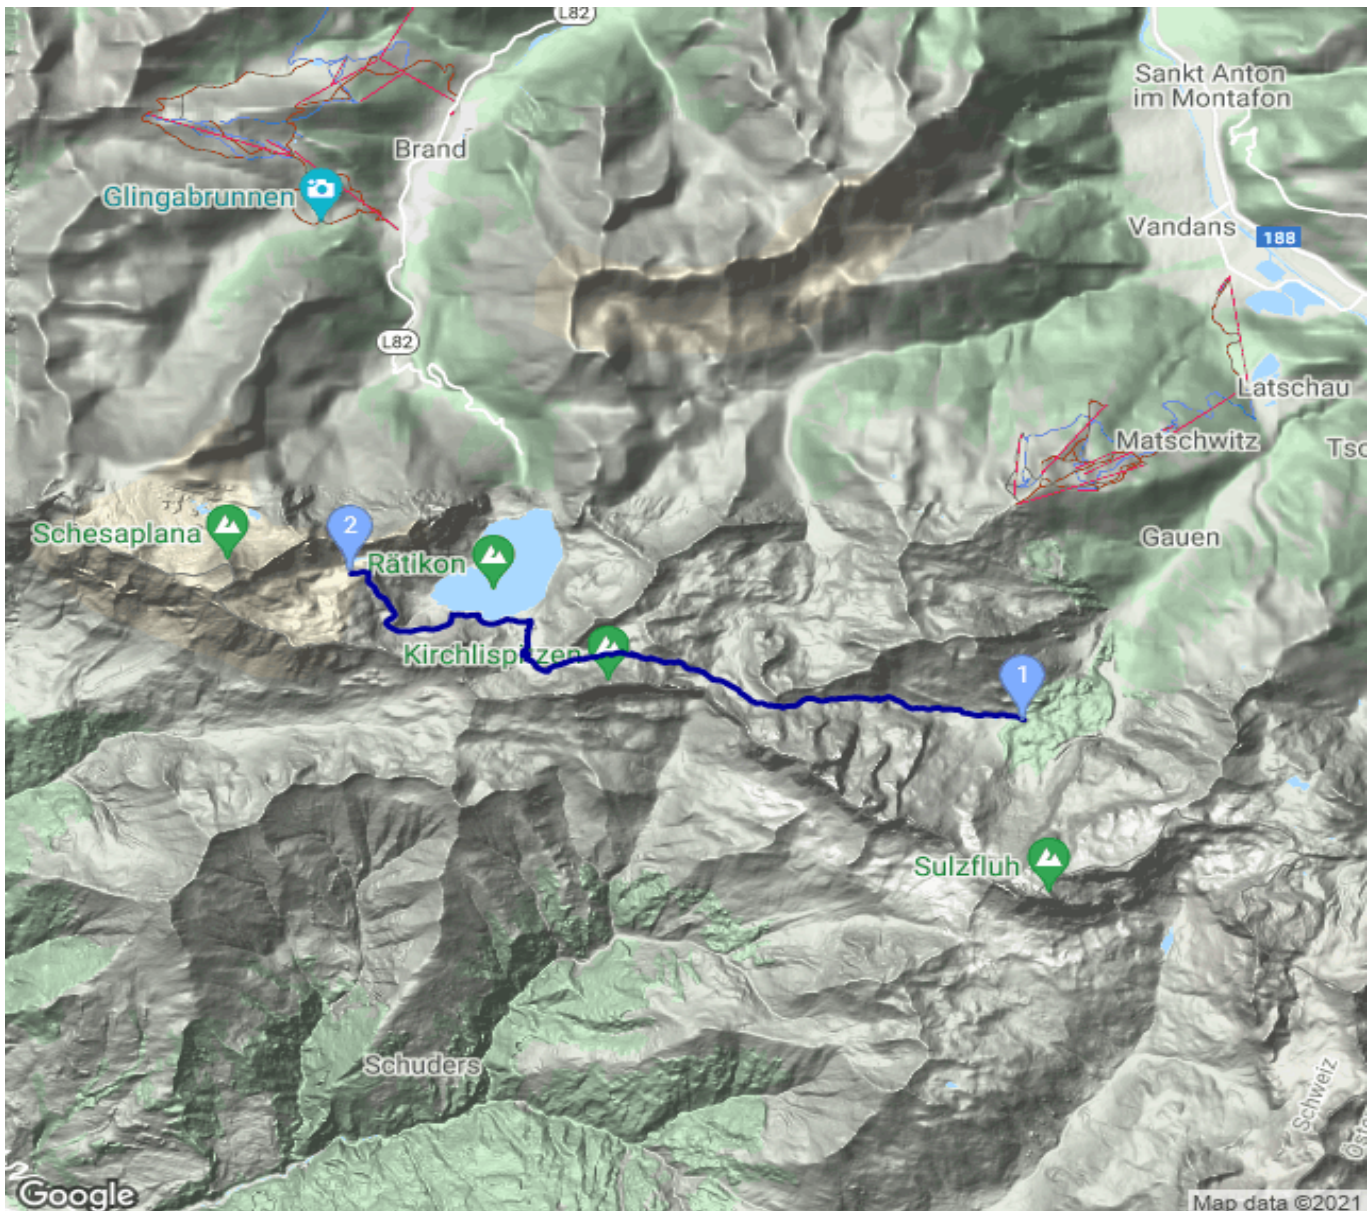 L82
Sankt Anton
im Montafon
Brand
Glingabrunnen
Vandans
188
L82
Latschau
Matschwitz
Tsc
Schesaplana
2
Rätikon
Gauen
Kirchlispitzen
1
Sulzfluh
Schuders
Schweiz
Google
Map data ©2021